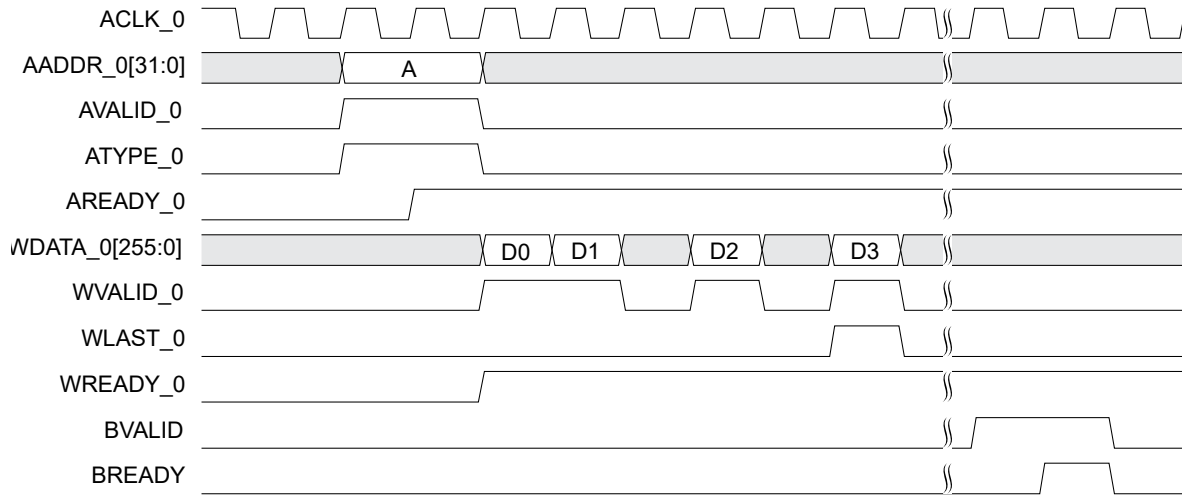 ACLK_0
AADDR_0[31:0]
A
AVALID_0
ATYPE_0
AREADY_0
WDATA_0[255:0]
D0 D1 D2 D3
WVALID_0
WLAST_0
WREADY_0
BVALID
BREADY